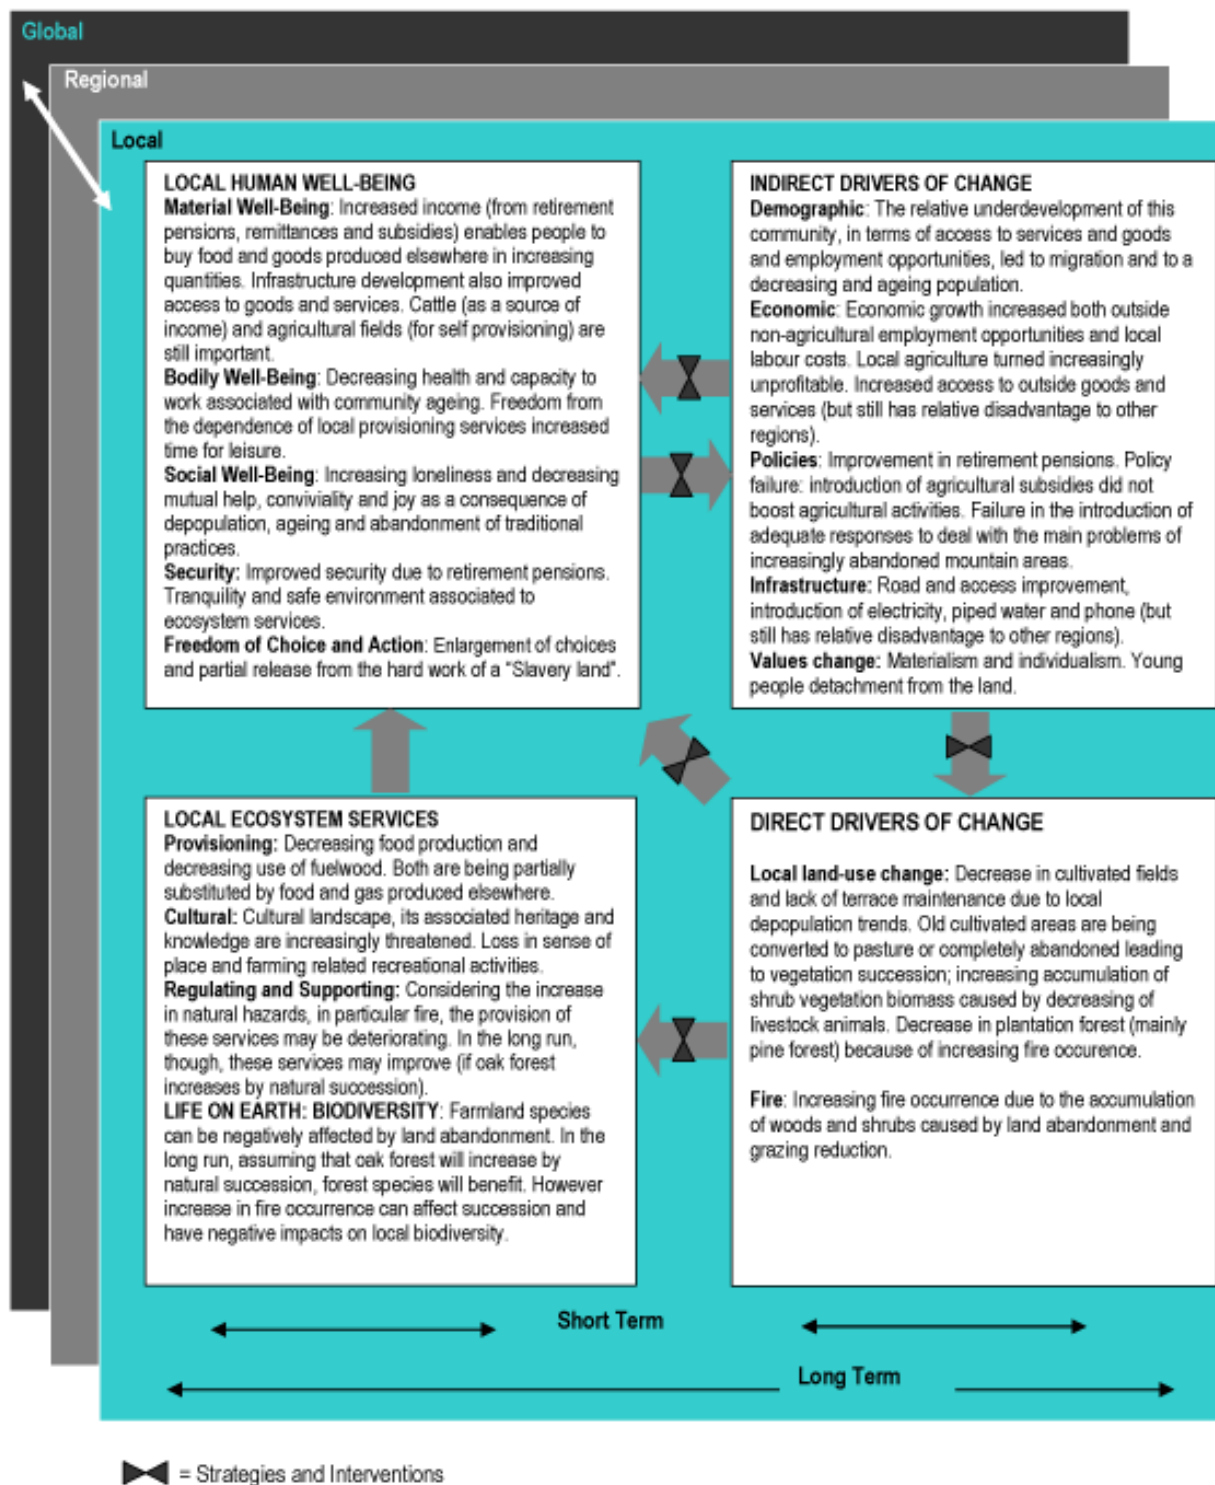 Global
Regional
Local
LOCAL HUMAN WELL-BEING
Material Well-Being: Increased income (from retirement
pensions, remittances and subsidies) enables people to
buy food and goods produced elsewhere in increasing
quantities. Infrastructure development also improved
access to goods and services. Cattle (as a source of
income) and agricultural fields (for self provisioning) are
still important.
Bodily Well-Being: Decreasing health and capacity to
work associated with community ageing. Freedom from
the dependence of local provisioning services increased
time for leisure.
Social Well-Being: Increasing loneliness and decreasing
mutual help, conviviality and joy as a consequence of
depopulation, ageing and abandonment of traditional
practices.
Security: Improved security due to retirement pensions.
Tranquility and safe environment associated to
ecosystem services.
Freedom of Choice and Action: Enlargement of choices
and partial release from the hard work of a “Slavery land”.
INDIRECT DRIVERS OF CHANGE
Demographic: The relative underdevelopment of this
community, in terms of access to services and goods
and employment opportunities, led to migration and to a
decreasing and ageing population.
Economic: Economic growth increased both outside
non-agricultural employment opportunities and local
labour costs. Local agriculture turned increasingly
unprofitable. Increased access to outside goods and
services (but still has relative disadvantage to other
regions).
Policies: Improvement in retirement pensions. Policy
failure: introduction of agricultural subsidies did not
boost agricultural activities. Failure in the introduction of
adequate responses to deal with the main problems of
increasingly abandoned mountain areas.
Infrastructure: Road and access improvement,
introduction of electricity, piped water and phone (but
still has relative disadvantage to other regions).
Values change: Materialism and individualism. Young
people detachment from the land.
LOCAL ECOSYSTEM SERVICES
Provisioning: Decreasing food production and
decreasing use of fuelwood. Both are being partially
substituted by food and gas produced elsewhere.
Cultural: Cultural landscape, its associated heritage and
knowledge are increasingly threatened. Loss in sense of
place and farming related recreational activities.
Regulating and Supporting: Considering the increase
in natural hazards, in particular fire, the provision of
these services may be deteriorating. In the long run,
though, these services may improve (if oak forest
increases by natural succession).
LIFE ON EARTH: BIODIVERSITY: Farmland species
can be negatively affected by land abandonment. In the
long run, assuming that oak forest will increase by
natural succession, forest species will benefit. However
increase in fire occurrence can affect succession and
have negative impacts on local biodiversity.
DIRECT DRIVERS OF CHANGE
Local land-use change: Decrease in cultivated fields
and lack of terrace maintenance due to local
depopulation trends. Old cultivated areas are being
converted to pasture or completely abandoned leading
to vegetation succession; increasing accumulation of
shrub vegetation biomass caused by decreasing of
livestock animals. Decrease in plantation forest (mainly
pine forest) because of increasing fire occurence.
Fire: Increasing fire occurrence due to the accumulation
of woods and shrubs caused by land abandonment and
grazing reduction.
Short Term
Long Term
= Strategies and Interventions